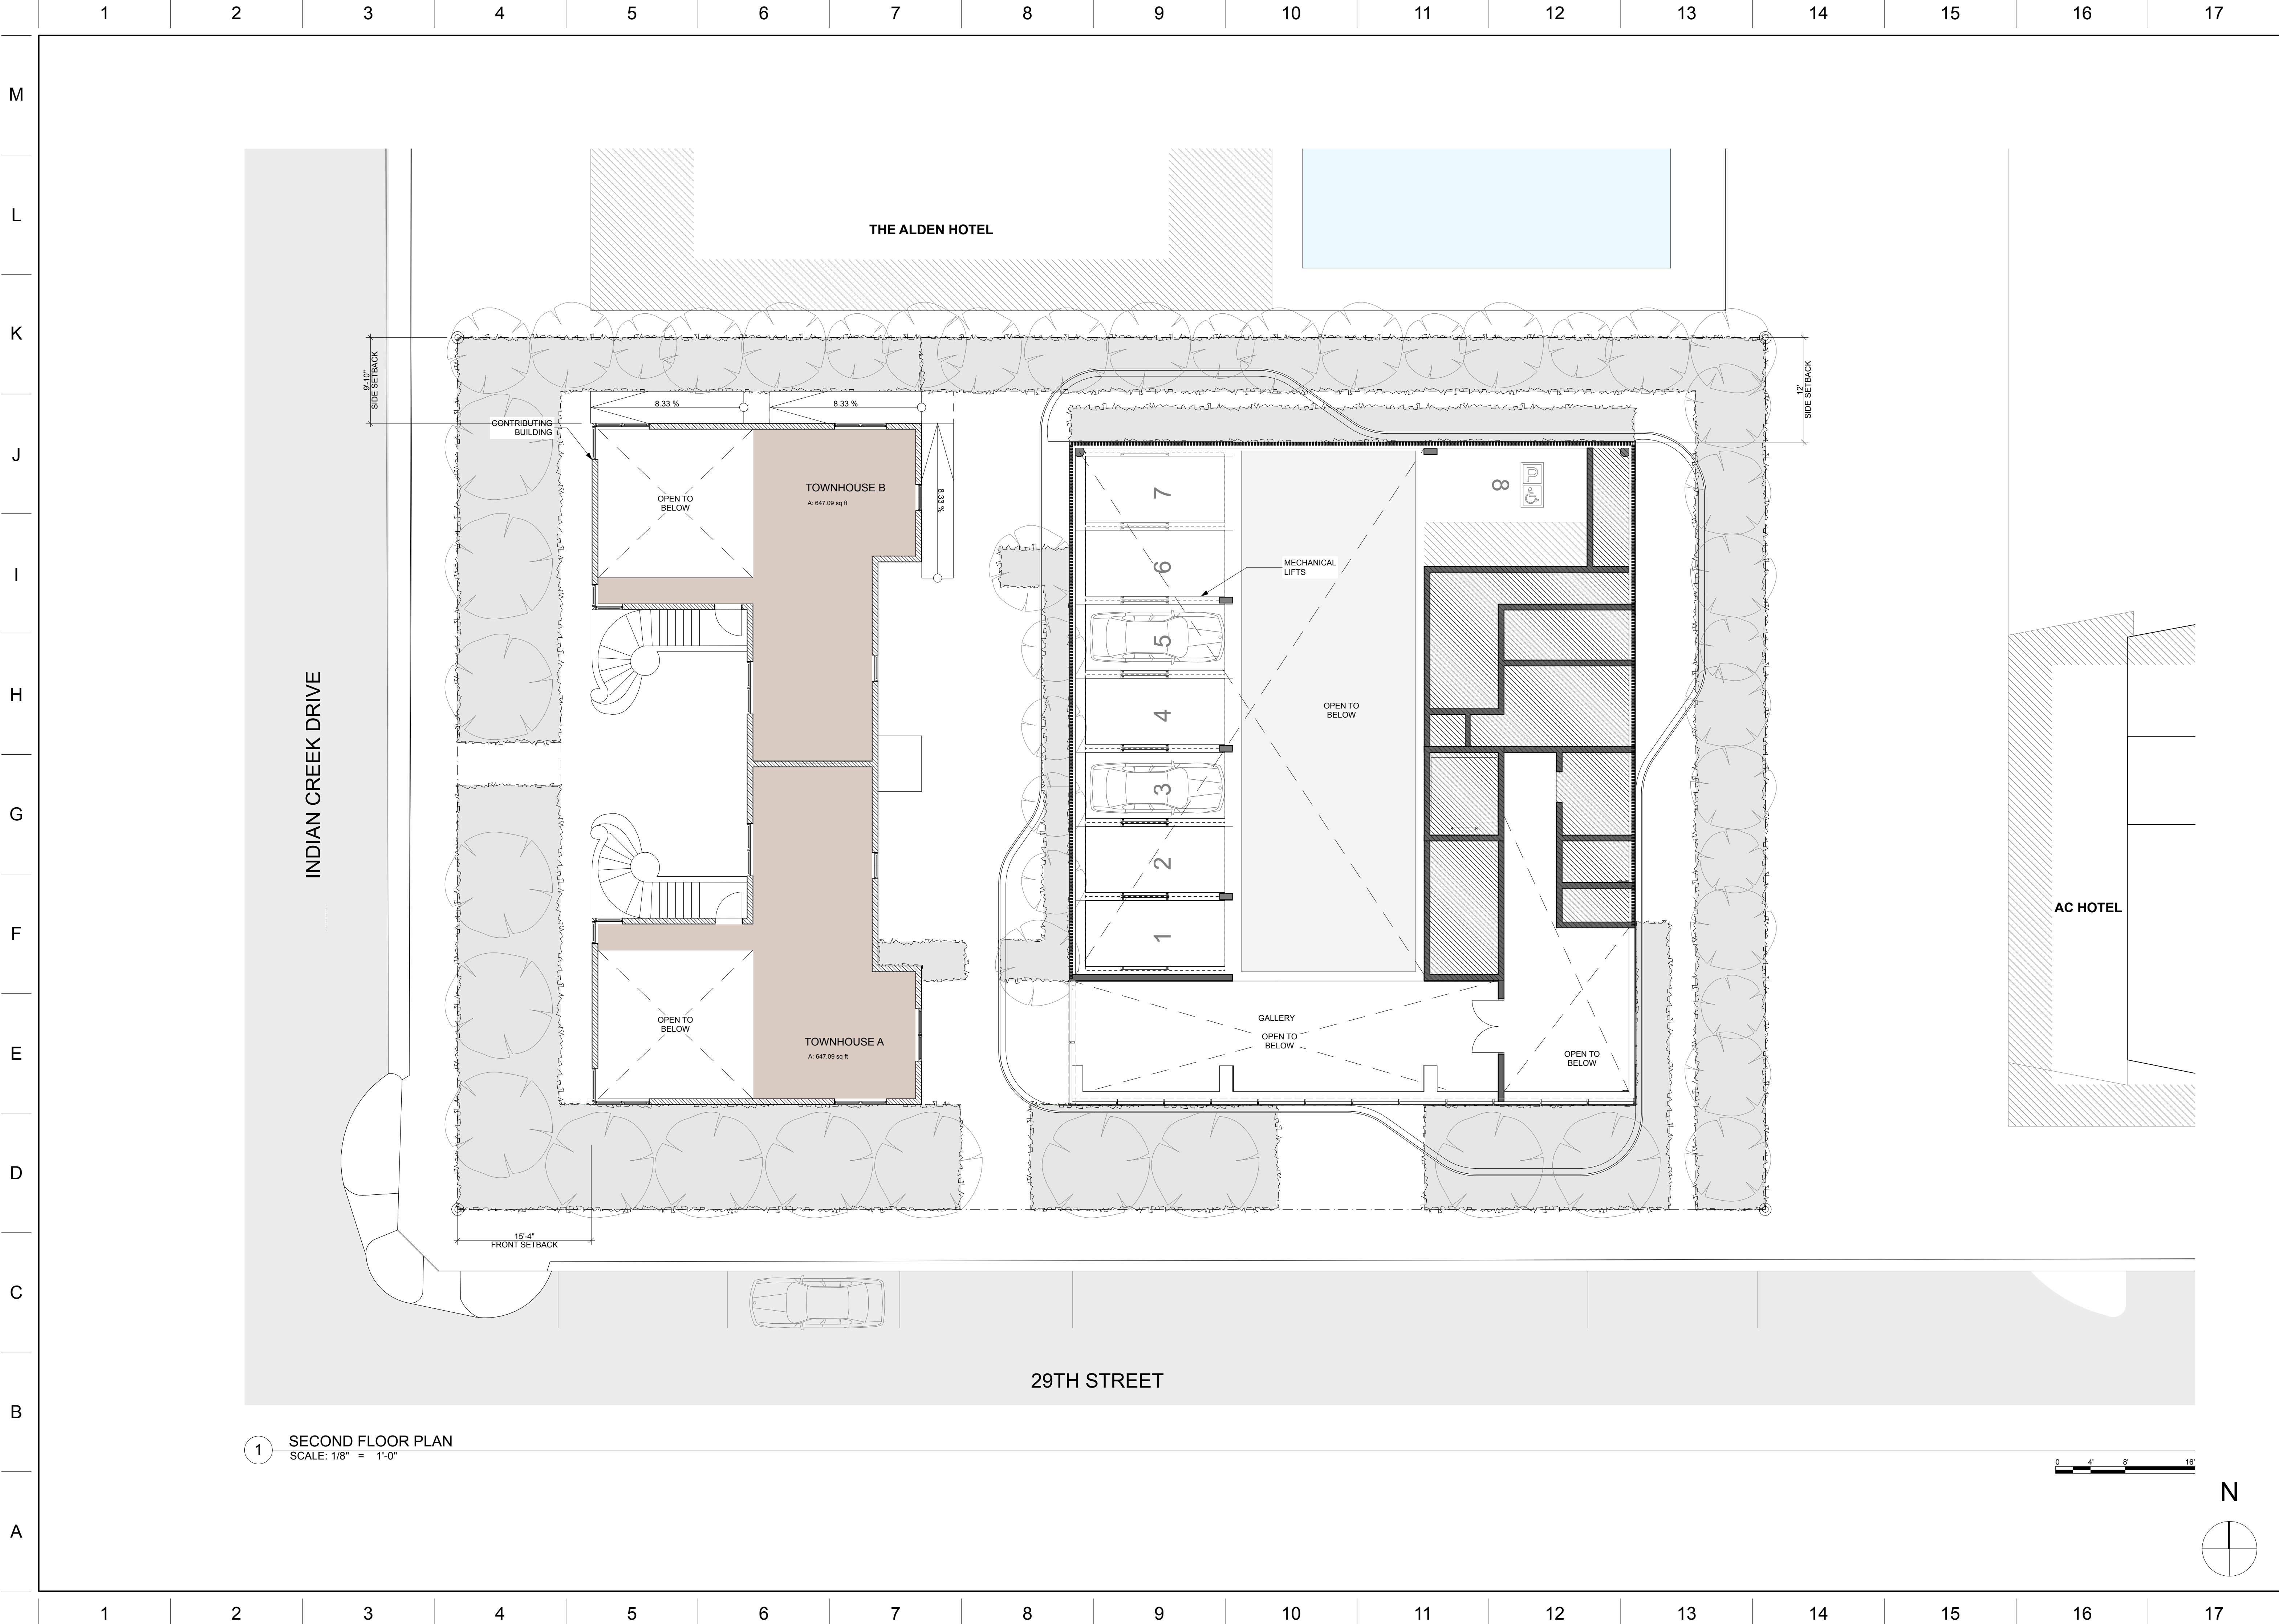 1 2 3 4 5 6 7 8 9 10 11 12 13 14 15 16 17
M
L
K
J
I
H
G
F
E
D
C
B
A
THE ALDEN HOTEL
9'-10"
SIDE SETBACK
12'
SIDE SETBACK
8.33 %
8.33 %
8.33 %
CONTRIBUTING
BUILDING
OPEN TO
BELOW
TOWNHOUSE B
A: 647.09 sq ft
7
6
5
4
3
2
1
8
P
MECHANICAL
LIFTS
OPEN TO
BELOW
INDIAN CREEK DRIVE
AC HOTEL
OPEN TO
BELOW
TOWNHOUSE A
A: 647.09 sq ft
GALLERY
OPEN TO
BELOW
OPEN TO
BELOW
15'-4"
FRONT SETBACK
29TH STREET
1
SECOND FLOOR PLAN
SCALE: 1/8" = 1'-0"
0 4' 8' 16'
N
1 2 3 4 5 6 7 8 9 10 11 12 13 14 15 16 17